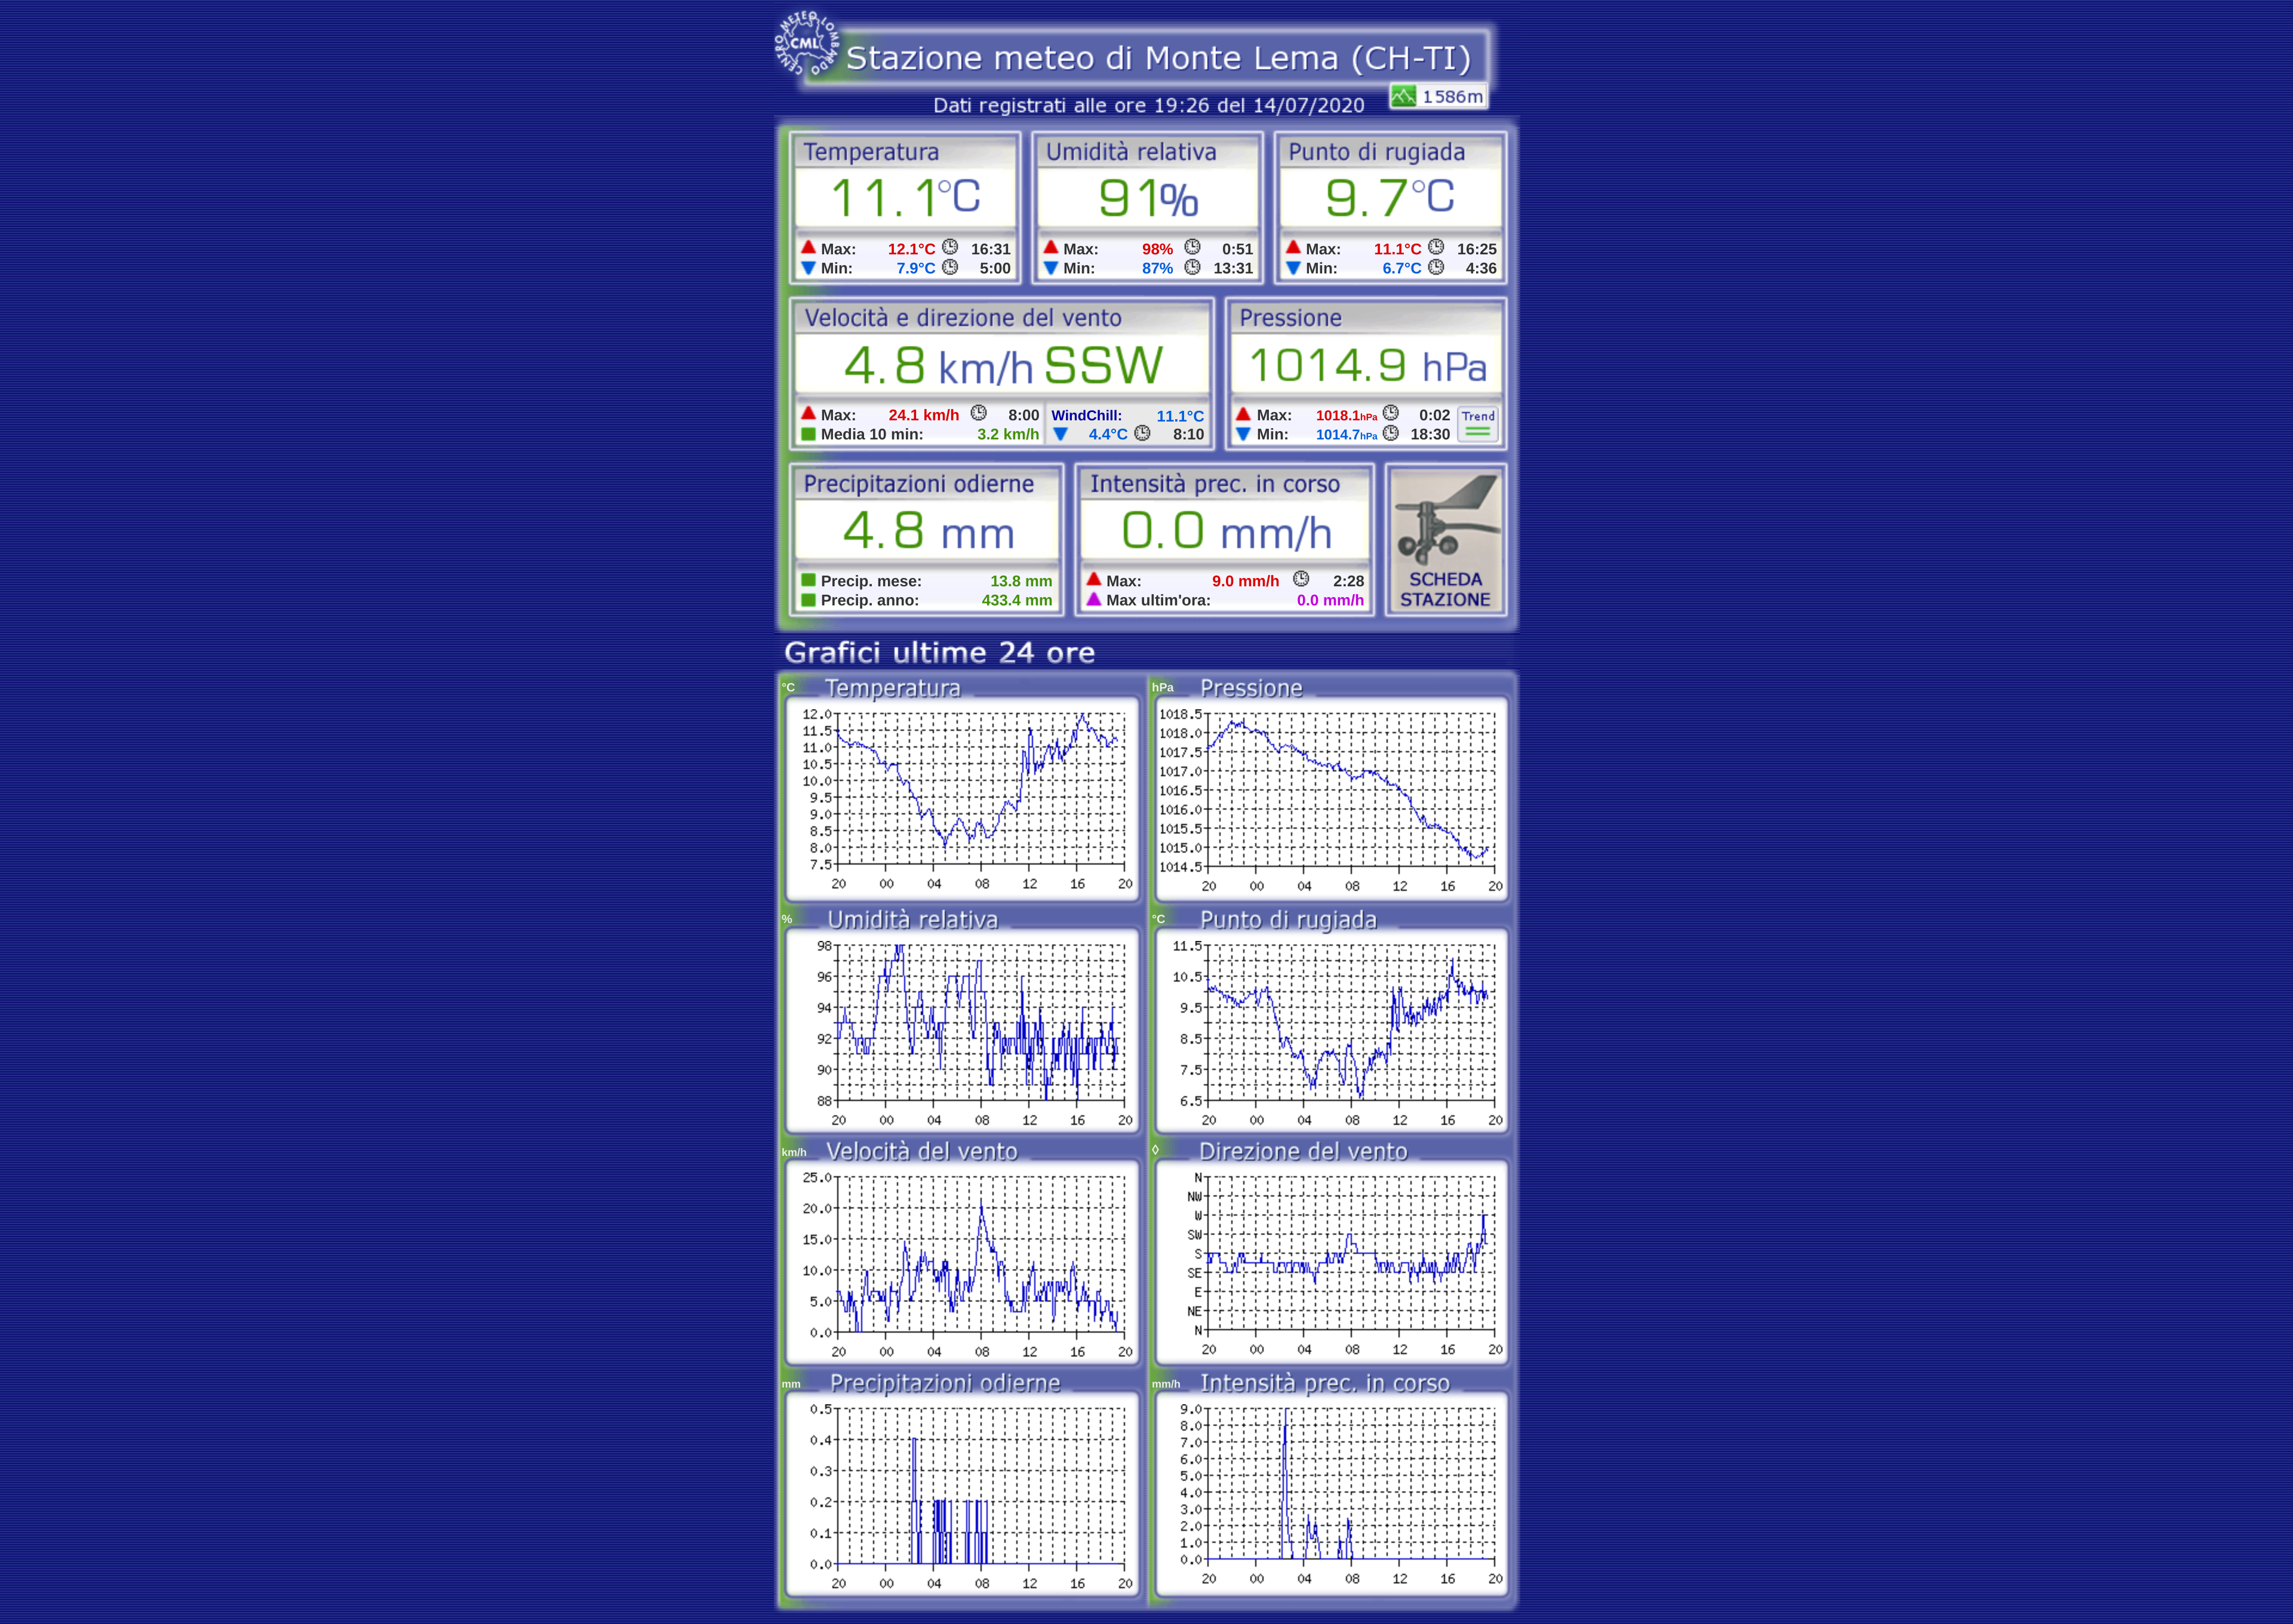 CENTRO METEO LOMBARDO
CML
Stazione meteo di Monte Lema (CH-TI)
1586m
Dati registrati alle ore 19:26 del 14/07/2020
Temperatura
11.1°C
Max: 12.1°C 16:31
Min: 7.9°C 5:00
Umidità relativa
91%
Max: 98% 0:51
Min: 87% 13:31
Punto di rugiada
9.7°C
Max: 11.1°C 16:25
Min: 6.7°C 4:36
Velocità e direzione del vento
4.8 km/h SSW
Max: 24.1 km/h 8:00
Media 10 min: 3.2 km/h
WindChill: 11.1°C
4.4°C 8:10
Pressione
1014.9 hPa
Max: 1018.1hPa 0:02
Min: 1014.7hPa 18:30
Trend
Precipitazioni odierne
4.8 mm
Precip. mese: 13.8 mm
Precip. anno: 433.4 mm
Intensità prec. in corso
0.0 mm/h
Max: 9.0 mm/h 2:28
Max ultim'ora: 0.0 mm/h
SCHEDA
STAZIONE
Grafici ultime 24 ore
°C Temperatura
12.0
11.5
11.0
10.5
10.0
9.5
9.0
8.5
8.0
7.5
20 00 04 08 12 16 20
hPa Pressione
1018.5
1018.0
1017.5
1017.0
1016.5
1016.0
1015.5
1015.0
1014.5
20 00 04 08 12 16 20
% Umidità relativa
98
96
94
92
90
88
20 00 04 08 12 16 20
°C Punto di rugiada
11.5
10.5
9.5
8.5
7.5
6.5
20 00 04 08 12 16 20
km/h Velocità del vento
25.0
20.0
15.0
10.0
5.0
0.0
20 00 04 08 12 16 20
◊ Direzione del vento
N
NW
W
SW
S
SE
E
NE
N
20 00 04 08 12 16 20
mm Precipitazioni odierne
0.5
0.4
0.3
0.2
0.1
0.0
20 00 04 08 12 16 20
mm/h Intensità prec. in corso
9.0
8.0
7.0
6.0
5.0
4.0
3.0
2.0
1.0
0.0
20 00 04 08 12 16 20